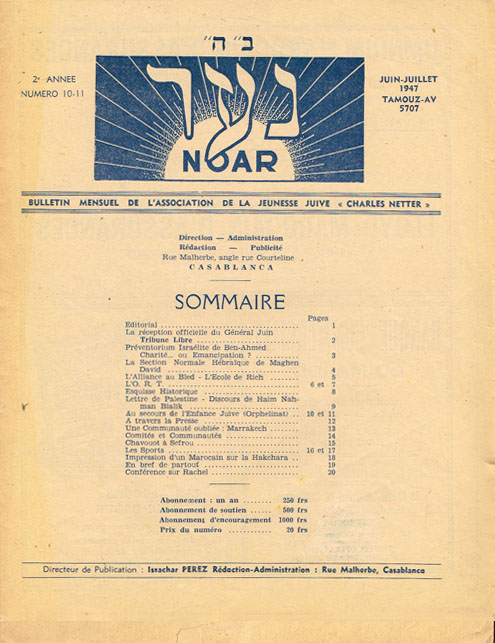 ב"ה"
2e ANNEE
NUMERO 10-11
נער
NOAR
JUIN-JUILLET
1947
TAMOUZ-AV
5707
BULLETIN MENSUEL DE L'ASSOCIATION DE LA JEUNESSE JUIVE « CHARLES NETTER »
Direction — Administration
Rédaction — Publicité
Rue Malherbe, angle rue Courteline
CASABLANCA
SOMMAIRE
Pages
Editorial .......... 1
La réception officielle du Général Juin
Tribune Libre .......... 2
Préventorium Israélite de Ben-Ahmed
Charité... ou Emancipation ? .......... 3
La Section Normale Hébraïque de Maghen
David .......... 4
L'Alliance au Bled - L'Ecole de Rich ....... 5
L'O. R. T. .......... 6 et 7
Esquisse Historique .......... 8
Lettre de Palestine - Discours de Haim Nah-
man Bialik .......... 9
Au secours de l'Enfance Juive (Orphelinat) .. 10 et 11
A travers la Presse .......... 12
Une Communauté oubliée : Marrakech ....... 13
Comités et Communautés .......... 14
Chavouot à Sefrou .......... 15
Les Sports .......... 16 et 17
Impression d'un Marocain sur la Hakchara .. 18
En bref de partout .......... 19
Conférence sur Rachel .......... 20
Abonnement : un an ........ 250 frs
Abonnement de soutien ...... 500 frs
Abonnement d'encouragement 1000 frs
Prix du numéro ............ 20 frs
Directeur de Publication : Issachar PEREZ Rédaction-Administration : Rue Malherbe, Casablanca